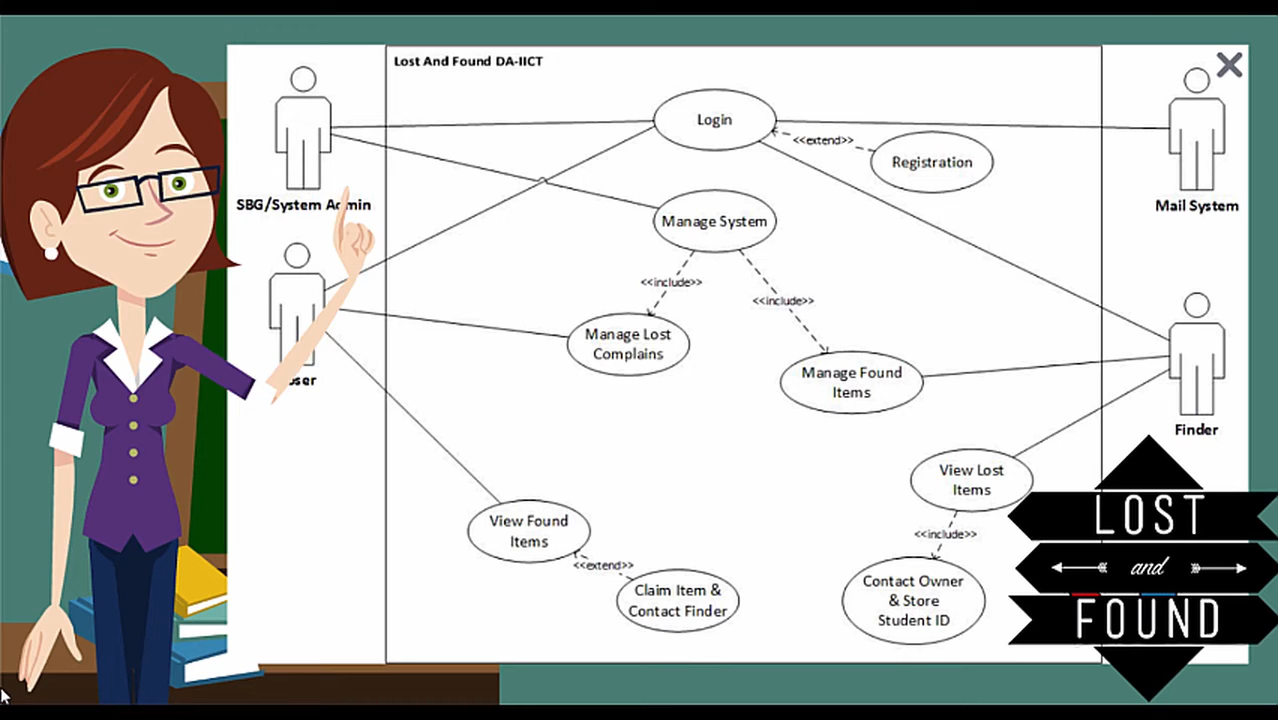 Lost And Found DA-IICT
Login
<<extend>>
Registration
SBG/System Admin
Mail System
Manage System
<<include>>
<<include>>
Manage Lost
Complains
Manage Found
Items
User
Finder
View Lost
Items
<<include>>
View Found
Items
<<extend>>
Claim Item &
Contact Finder
Contact Owner
& Store
Student ID
LOST
and
FOUND